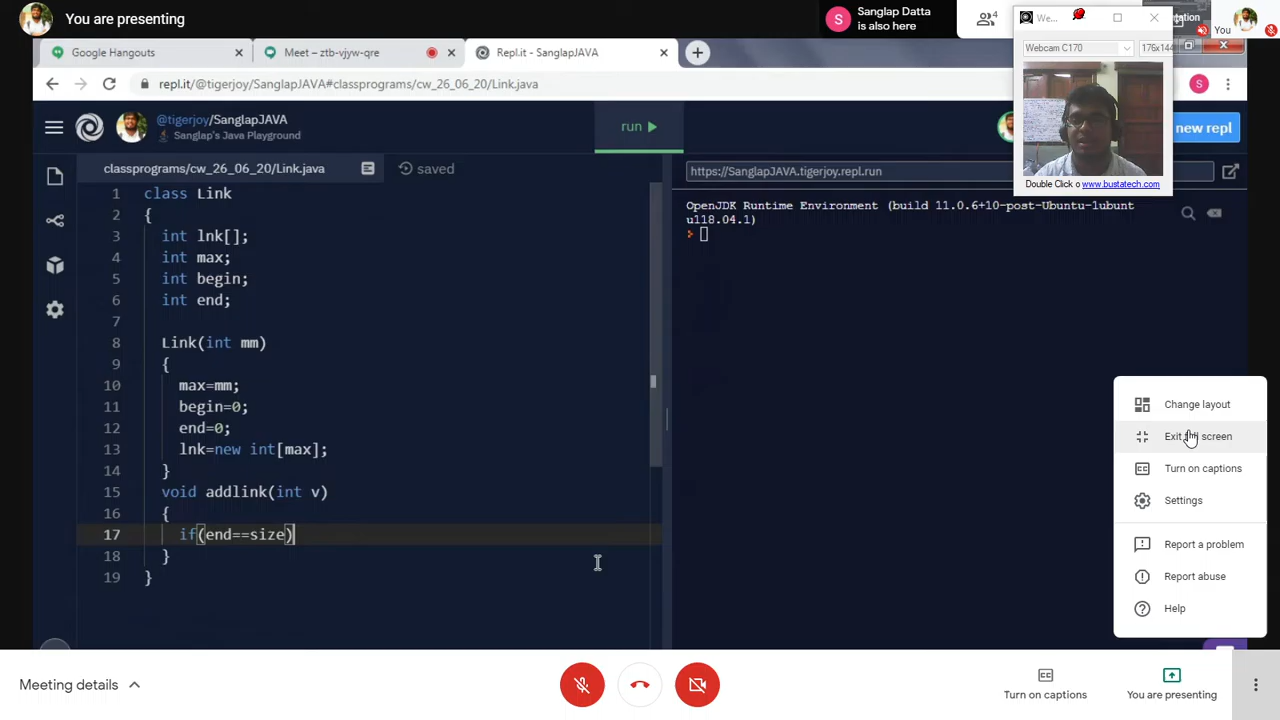 You are presenting
Sanglap Datta
is also here
4
We...
You
Google Hangouts
Meet – ztb-vjyw-qre
Repl.it - SanglapJAVA
Webcam C170
176x144
repl.it/@tigerjoy/SanglapJAVA
programs/cw_26_06_20/Link.java
S
@tigerjoy/SanglapJAVA
Sanglap's Java Playground
run
new repl
Double Click o www.bustatech.com
classprograms/cw_26_06_20/Link.java
saved
https://SanglapJAVA.tigerjoy.repl.run
1 class Link
2 {
3 int lnk[];
4 int max;
5 int begin;
6 int end;
7
8 Link(int mm)
9 {
10 max=mm;
11 begin=0;
12 end=0;
13 lnk=new int[max];
14 }
15 void addlink(int v)
16 {
17 if(end==size)
18 }
19 }
OpenJDK Runtime Environment (build 11.0.6+10-post-Ubuntu-1ubunt
u118.04.1)
Change layout
Exit screen
Turn on captions
Settings
Report a problem
Report abuse
Help
Meeting details
Turn on captions
You are presenting